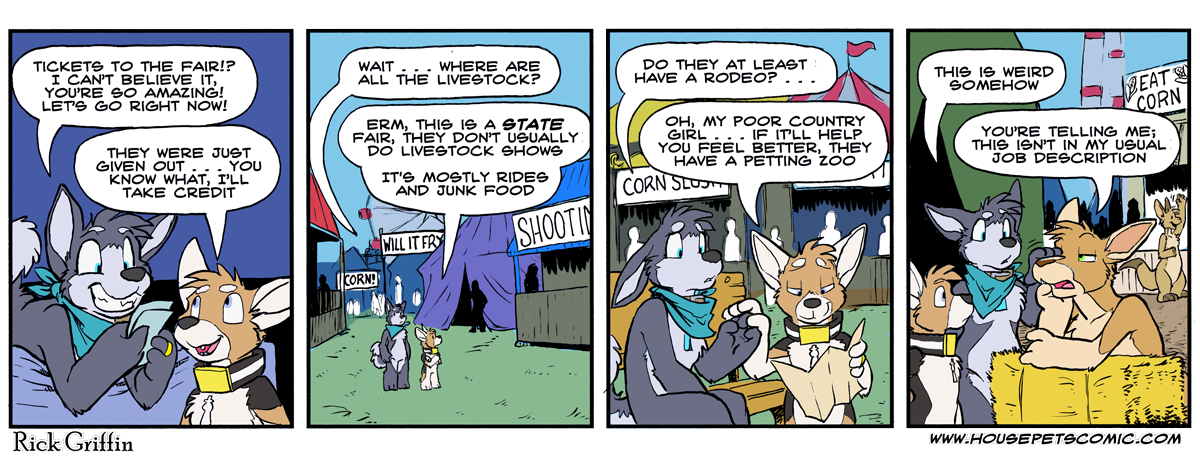 TICKETS TO THE FAIR!?
I CAN'T BELIEVE IT,
YOU'RE SO AMAZING!
LET'S GO RIGHT NOW!
THEY WERE JUST
GIVEN OUT . . . YOU
KNOW WHAT, I'LL
TAKE CREDIT
WAIT . . . WHERE ARE
ALL THE LIVESTOCK?
ERM, THIS IS A STATE
FAIR, THEY DON'T USUALLY
DO LIVESTOCK SHOWS
IT'S MOSTLY RIDES
AND JUNK FOOD
WILL IT FRY
SHOOTIN
CORN!
DO THEY AT LEAST
HAVE A RODEO? . . .
OH, MY POOR COUNTRY
GIRL . . . IF IT'LL HELP
YOU FEEL BETTER, THEY
HAVE A PETTING ZOO
CORN SLUSH
THIS IS WEIRD
SOMEHOW
EAT
CORN
YOU'RE TELLING ME;
THIS ISN'T IN MY USUAL
JOB DESCRIPTION
Rick Griffin
WWW.HOUSEPETSCOMIC.COM